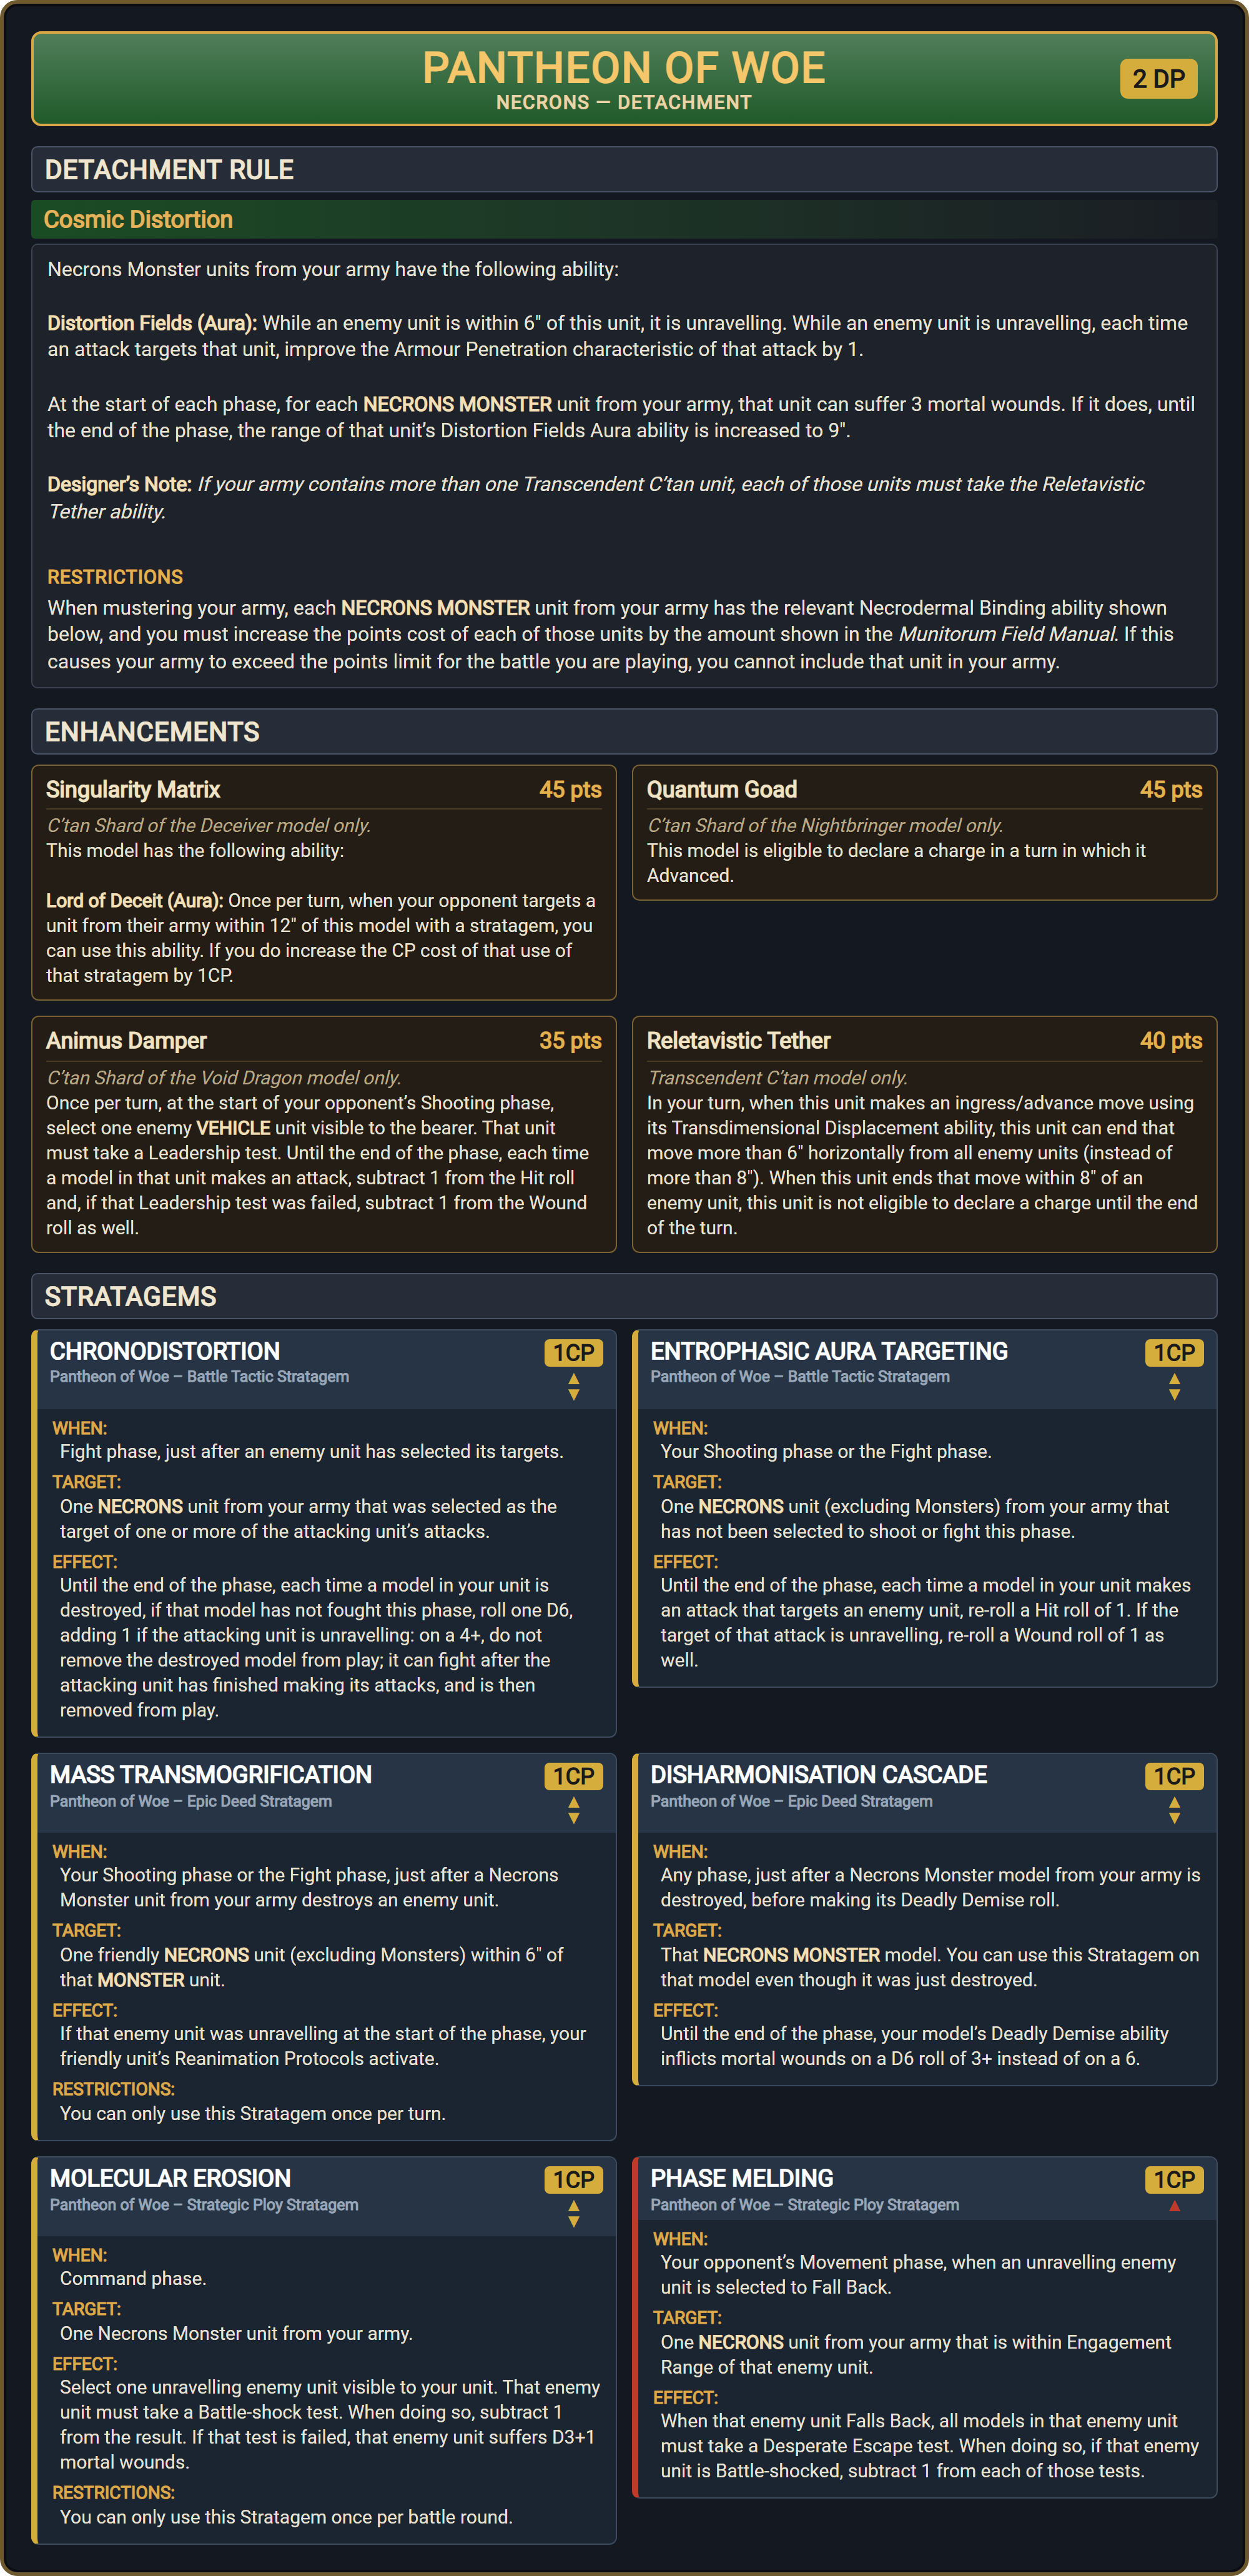 PANTHEON OF WOE
NECRONS — DETACHMENT
2 DP
DETACHMENT RULE
Cosmic Distortion
Necrons Monster units from your army have the following ability:
Distortion Fields (Aura): While an enemy unit is within 6" of this unit, it is unravelling. While an enemy unit is unravelling, each time
an attack targets that unit, improve the Armour Penetration characteristic of that attack by 1.
At the start of each phase, for each NECRONS MONSTER unit from your army, that unit can suffer 3 mortal wounds. If it does, until
the end of the phase, the range of that unit’s Distortion Fields Aura ability is increased to 9".
Designer’s Note: If your army contains more than one Transcendent C’tan unit, each of those units must take the Reletavistic
Tether ability.
RESTRICTIONS
When mustering your army, each NECRONS MONSTER unit from your army has the relevant Necrodermal Binding ability shown
below, and you must increase the points cost of each of those units by the amount shown in the Munitorum Field Manual. If this
causes your army to exceed the points limit for the battle you are playing, you cannot include that unit in your army.
ENHANCEMENTS
Singularity Matrix 45 pts
C’tan Shard of the Deceiver model only.
This model has the following ability:
Lord of Deceit (Aura): Once per turn, when your opponent targets a
unit from their army within 12" of this model with a stratagem, you
can use this ability. If you do increase the CP cost of that use of
that stratagem by 1CP.
Quantum Goad 45 pts
C’tan Shard of the Nightbringer model only.
This model is eligible to declare a charge in a turn in which it
Advanced.
Animus Damper 35 pts
C’tan Shard of the Void Dragon model only.
Once per turn, at the start of your opponent’s Shooting phase,
select one enemy VEHICLE unit visible to the bearer. That unit
must take a Leadership test. Until the end of the phase, each time
a model in that unit makes an attack, subtract 1 from the Hit roll
and, if that Leadership test was failed, subtract 1 from the Wound
roll as well.
Reletavistic Tether 40 pts
Transcendent C’tan model only.
In your turn, when this unit makes an ingress/advance move using
its Transdimensional Displacement ability, this unit can end that
move more than 6" horizontally from all enemy units (instead of
more than 8"). When this unit ends that move within 8" of an
enemy unit, this unit is not eligible to declare a charge until the end
of the turn.
STRATAGEMS
CHRONODISTORTION 1CP
Pantheon of Woe – Battle Tactic Stratagem
WHEN:
Fight phase, just after an enemy unit has selected its targets.
TARGET:
One NECRONS unit from your army that was selected as the
target of one or more of the attacking unit’s attacks.
EFFECT:
Until the end of the phase, each time a model in your unit is
destroyed, if that model has not fought this phase, roll one D6,
adding 1 if the attacking unit is unravelling: on a 4+, do not
remove the destroyed model from play; it can fight after the
attacking unit has finished making its attacks, and is then
removed from play.
ENTROPHASIC AURA TARGETING 1CP
Pantheon of Woe – Battle Tactic Stratagem
WHEN:
Your Shooting phase or the Fight phase.
TARGET:
One NECRONS unit (excluding Monsters) from your army that
has not been selected to shoot or fight this phase.
EFFECT:
Until the end of the phase, each time a model in your unit makes
an attack that targets an enemy unit, re-roll a Hit roll of 1. If the
target of that attack is unravelling, re-roll a Wound roll of 1 as
well.
MASS TRANSMOGRIFICATION 1CP
Pantheon of Woe – Epic Deed Stratagem
WHEN:
Your Shooting phase or the Fight phase, just after a Necrons
Monster unit from your army destroys an enemy unit.
TARGET:
One friendly NECRONS unit (excluding Monsters) within 6" of
that MONSTER unit.
EFFECT:
If that enemy unit was unravelling at the start of the phase, your
friendly unit’s Reanimation Protocols activate.
RESTRICTIONS:
You can only use this Stratagem once per turn.
DISHARMONISATION CASCADE 1CP
Pantheon of Woe – Epic Deed Stratagem
WHEN:
Any phase, just after a Necrons Monster model from your army is
destroyed, before making its Deadly Demise roll.
TARGET:
That NECRONS MONSTER model. You can use this Stratagem on
that model even though it was just destroyed.
EFFECT:
Until the end of the phase, your model’s Deadly Demise ability
inflicts mortal wounds on a D6 roll of 3+ instead of on a 6.
MOLECULAR EROSION 1CP
Pantheon of Woe – Strategic Ploy Stratagem
WHEN:
Command phase.
TARGET:
One Necrons Monster unit from your army.
EFFECT:
Select one unravelling enemy unit visible to your unit. That enemy
unit must take a Battle-shock test. When doing so, subtract 1
from the result. If that test is failed, that enemy unit suffers D3+1
mortal wounds.
RESTRICTIONS:
You can only use this Stratagem once per battle round.
PHASE MELDING 1CP
Pantheon of Woe – Strategic Ploy Stratagem
WHEN:
Your opponent’s Movement phase, when an unravelling enemy
unit is selected to Fall Back.
TARGET:
One NECRONS unit from your army that is within Engagement
Range of that enemy unit.
EFFECT:
When that enemy unit Falls Back, all models in that enemy unit
must take a Desperate Escape test. When doing so, if that enemy
unit is Battle-shocked, subtract 1 from each of those tests.